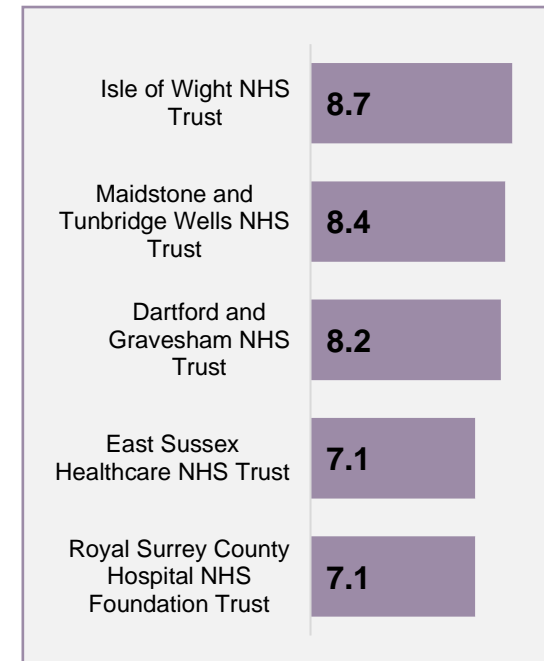 Isle of Wight NHS
Trust
8.7
Maidstone and
Tunbridge Wells NHS
Trust
8.4
Dartford and
Gravesham NHS
Trust
8.2
East Sussex
Healthcare NHS Trust
7.1
Royal Surrey County
Hospital NHS
Foundation Trust
7.1